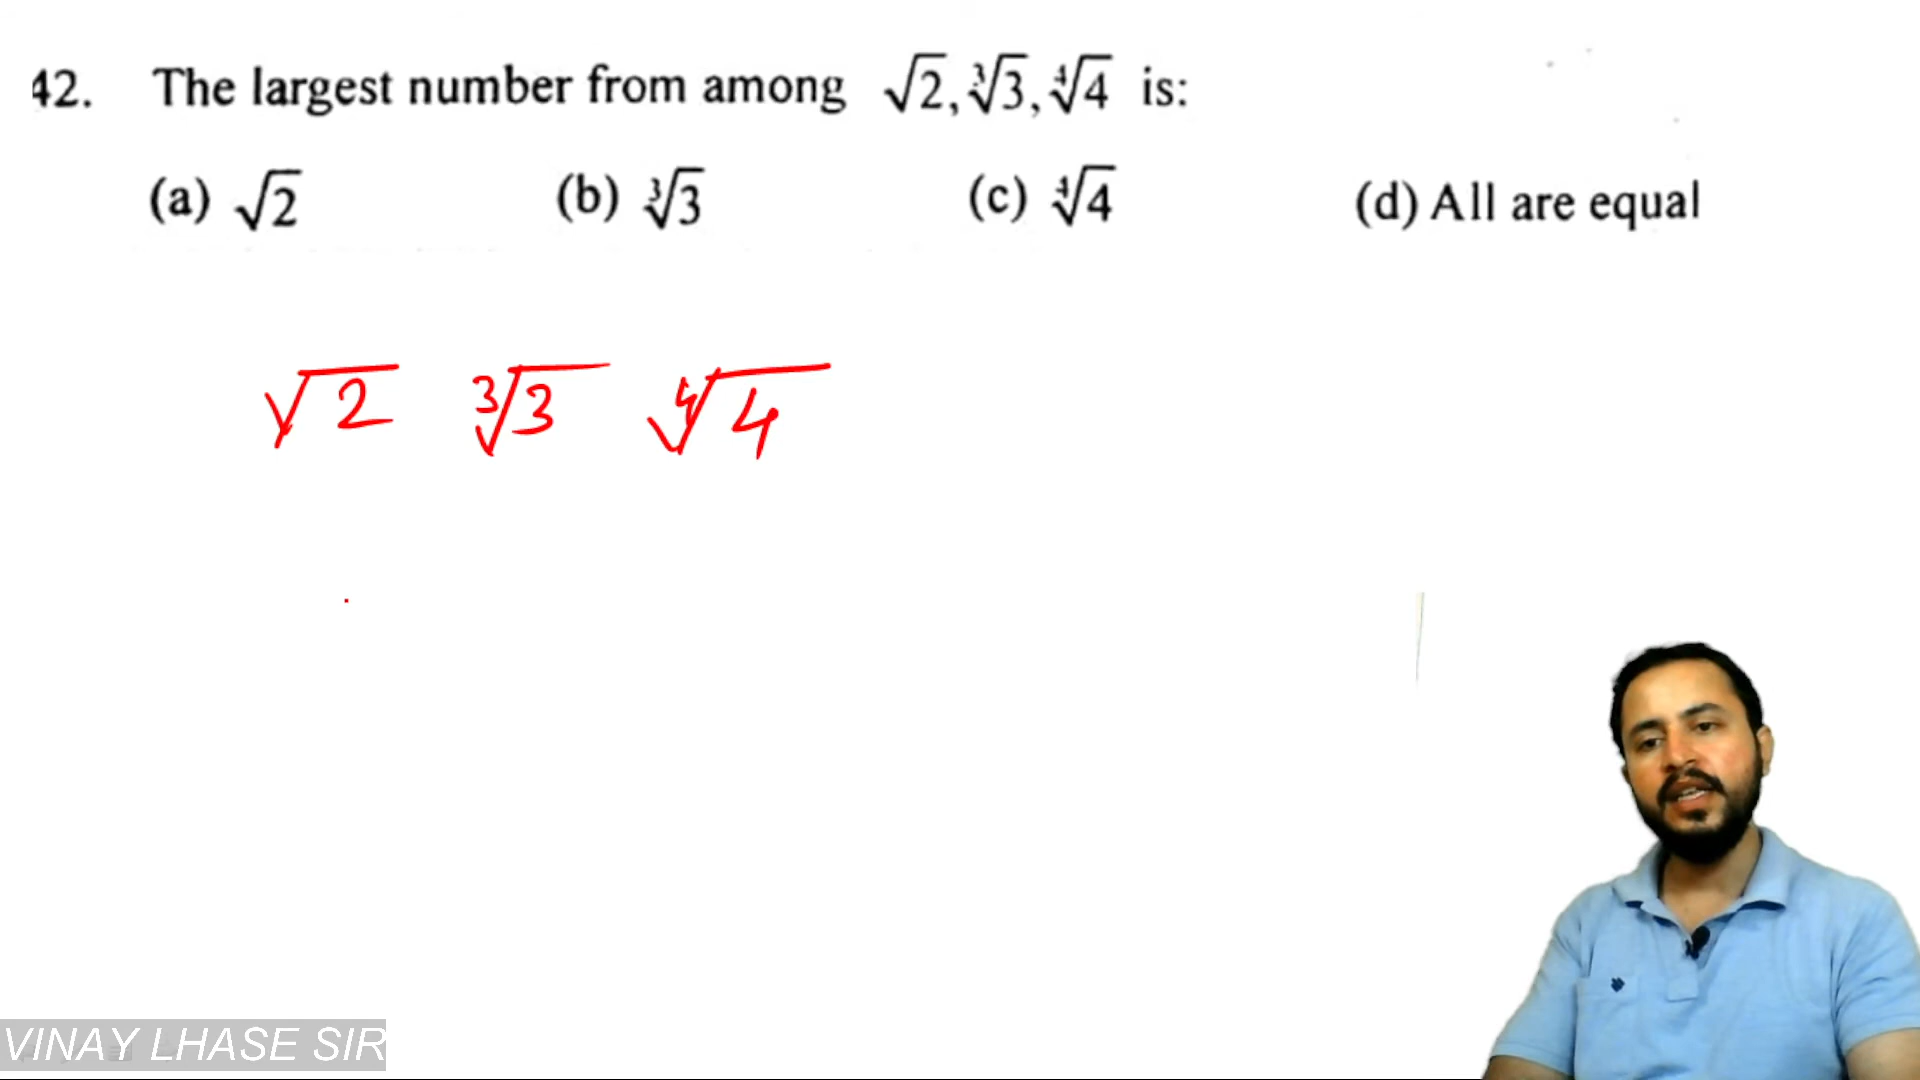 42. The largest number from among √2, ∛3, ∜4 is:
(a) √2 (b) ∛3 (c) ∜4 (d) All are equal
√2 ∛3 ∜4
VINAY LHASE SIR